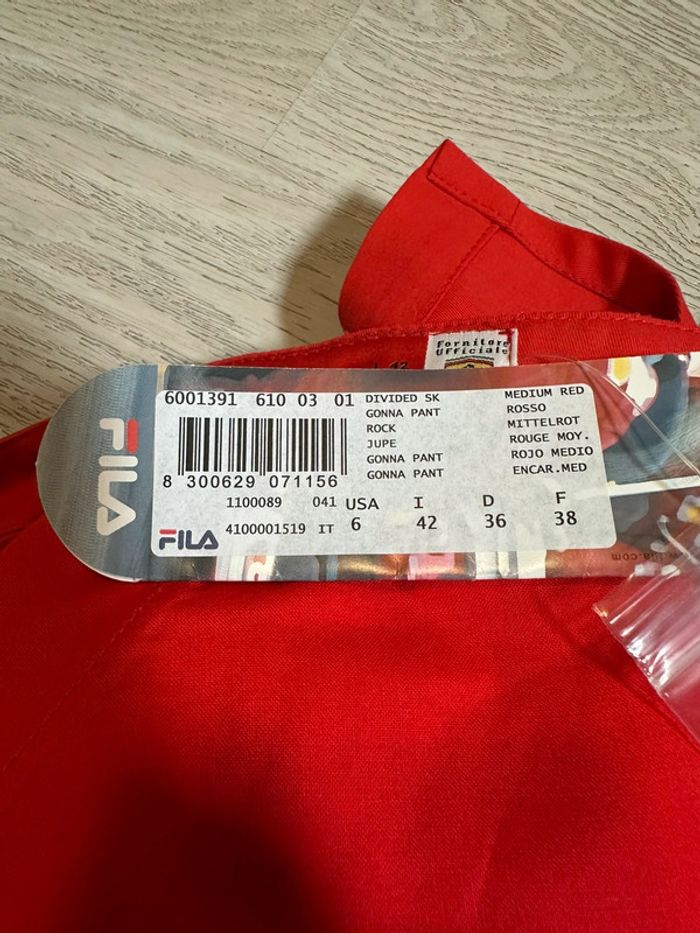 Fornitore
Ufficiale
42
FILA
6001391 610 03 01
8 300629 071156
1100089 041
4100001519 IT
FILA
DIVIDED SK
GONNA PANT
ROCK
JUPE
GONNA PANT
GONNA PANT
MEDIUM RED
ROSSO
MITTELROT
ROUGE MOY.
ROJO MEDIO
ENCAR.MED
USA I D F
6 42 36 38